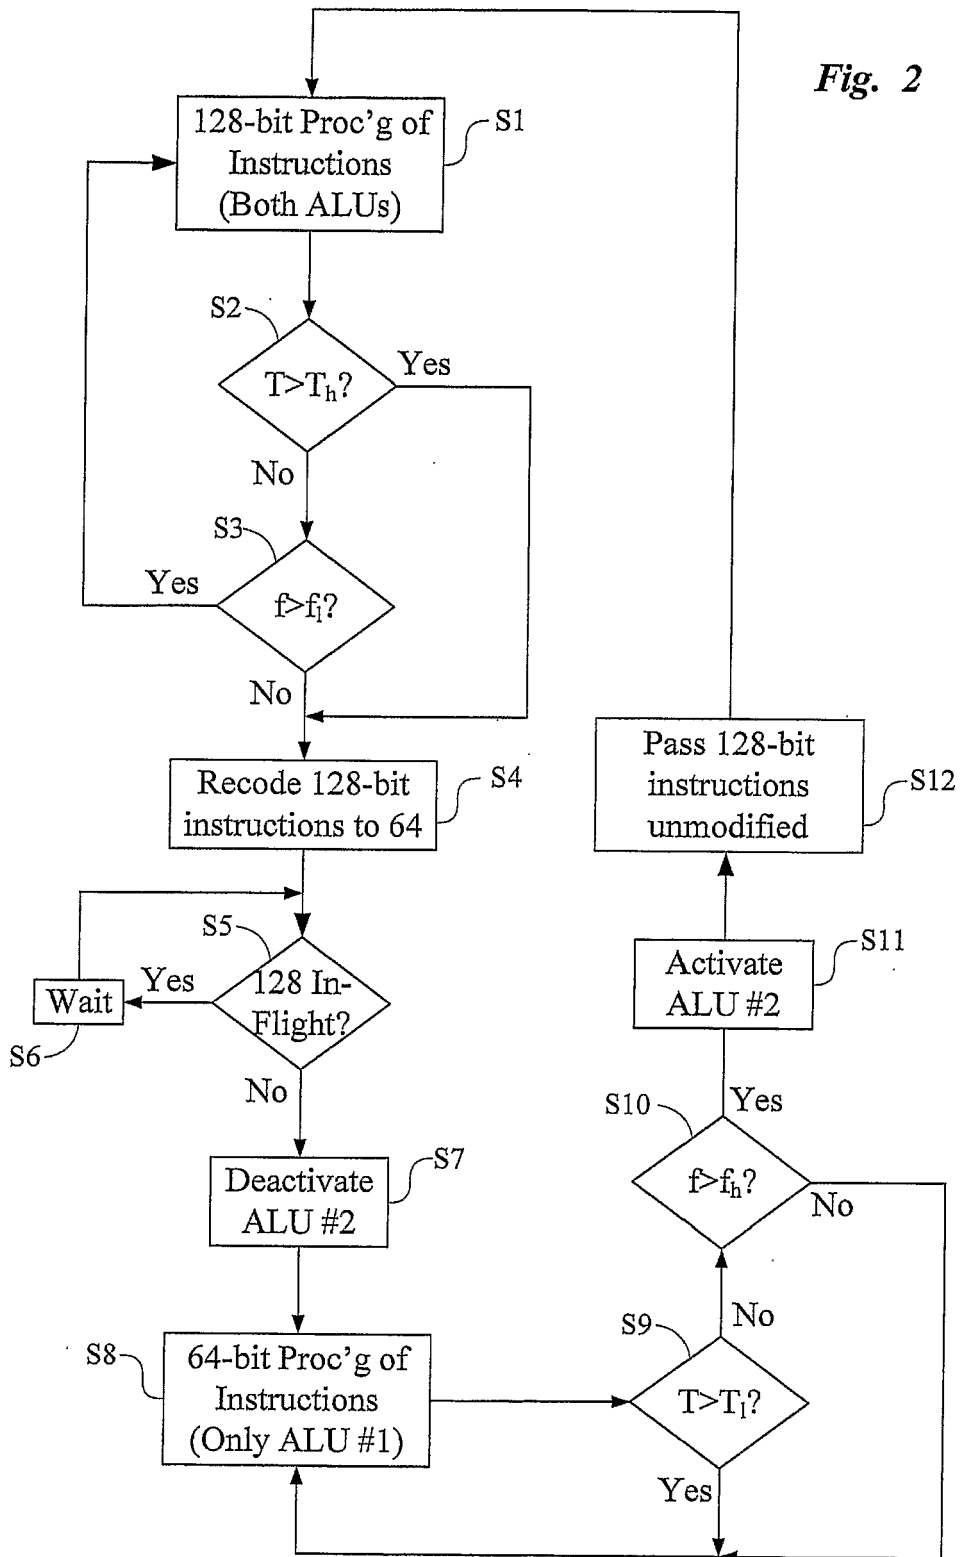 Fig. 2
128-bit Proc'g of
Instructions
(Both ALUs)
S1
S2
T>Th?
Yes
No
S3
f>fl?
Yes
No
Recode 128-bit
instructions to 64
S4
S5
128 In-
Flight?
Yes
Wait
S6
No
Deactivate
ALU #2
S7
S8
64-bit Proc'g of
Instructions
(Only ALU #1)
S9
T>Tl?
No
Yes
S10
f>fh?
Yes
No
Activate
ALU #2
S11
Pass 128-bit
instructions
unmodified
S12